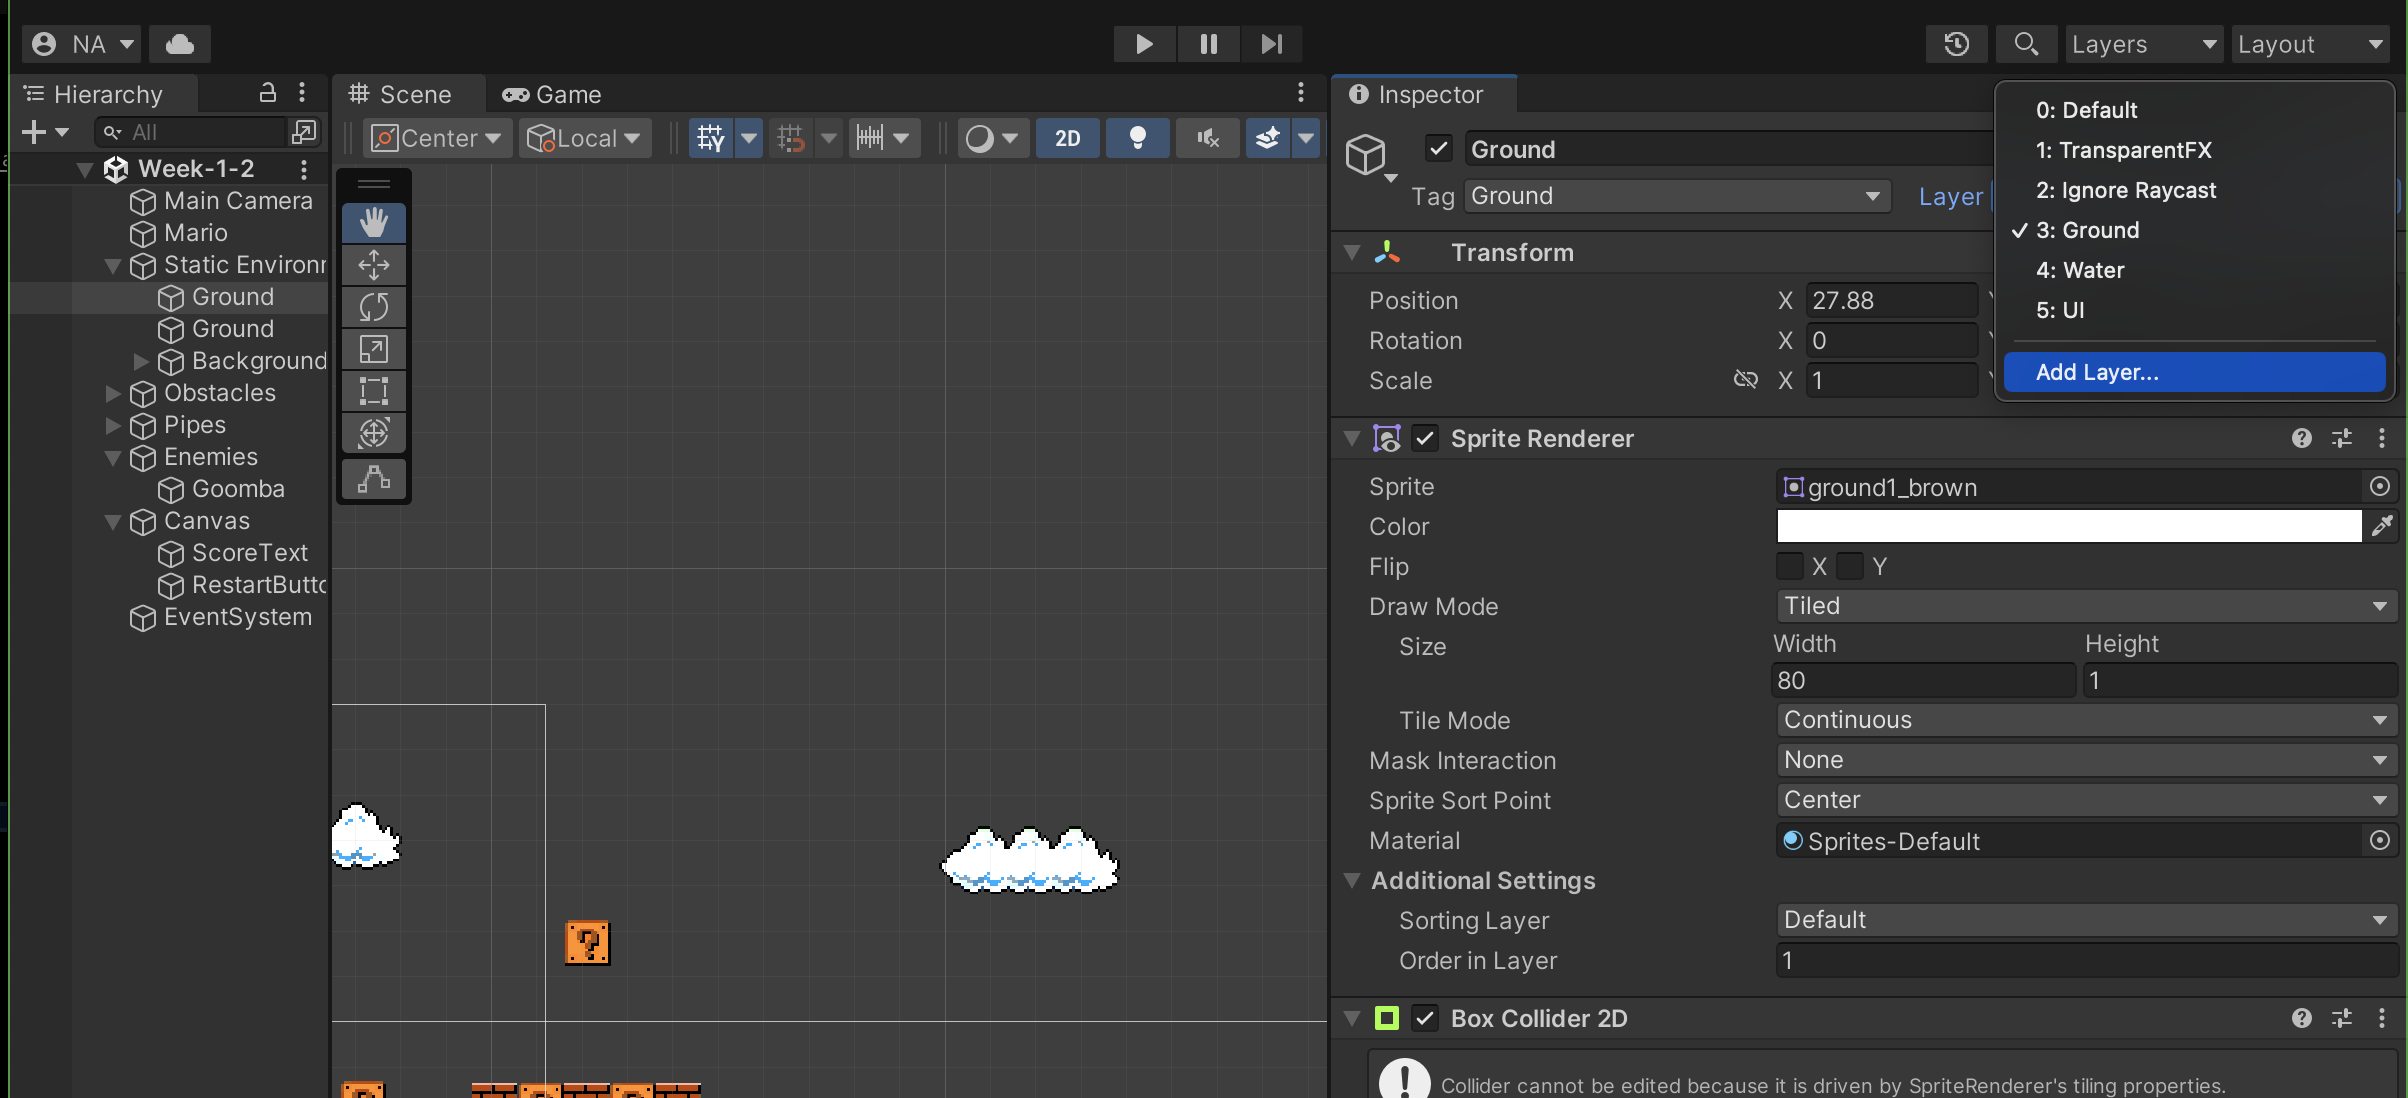 NA
Layers
Layout
Hierarchy
Scene
Game
Inspector
All
Center
Local
2D
Week-1-2
Main Camera
Mario
Static Environ
Ground
Ground
Background
Obstacles
Pipes
Enemies
Goomba
Canvas
ScoreText
RestartButto
EventSystem
Ground
Tag Ground
Layer
0: Default
1: TransparentFX
2: Ignore Raycast
✓ 3: Ground
4: Water
5: UI
Add Layer...
Transform
Position X 27.88
Rotation X 0
Scale X 1
Sprite Renderer
Sprite ground1_brown
Color
Flip X Y
Draw Mode Tiled
Size Width Height
80 1
Tile Mode Continuous
Mask Interaction None
Sprite Sort Point Center
Material Sprites-Default
Additional Settings
Sorting Layer Default
Order in Layer 1
Box Collider 2D
Collider cannot be edited because it is driven by SpriteRenderer's tiling properties.